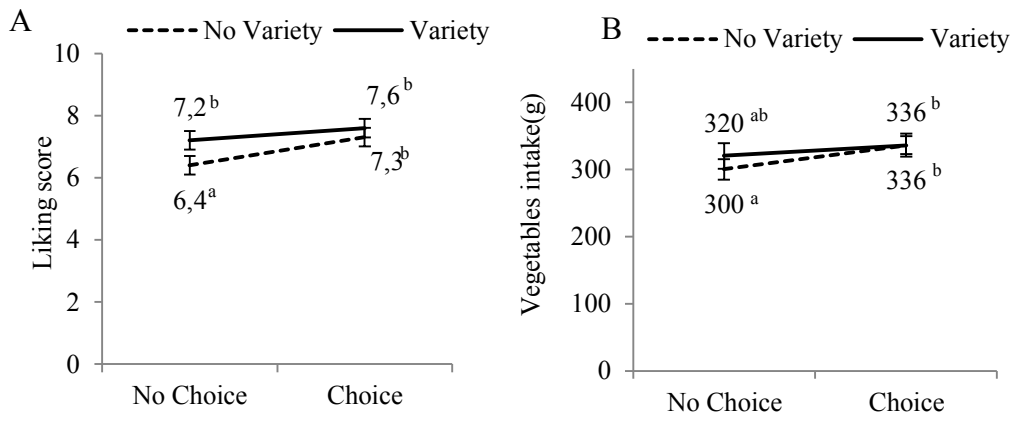 A
No Variety Variety
10
8
6
4
2
0
Liking score
7,2 b
7,6 b
6,4 a
7,3 b
No Choice Choice
B
No Variety Variety
400
300
200
100
0
Vegetables intake(g)
320 ab
336 b
300 a
336 b
No Choice Choice